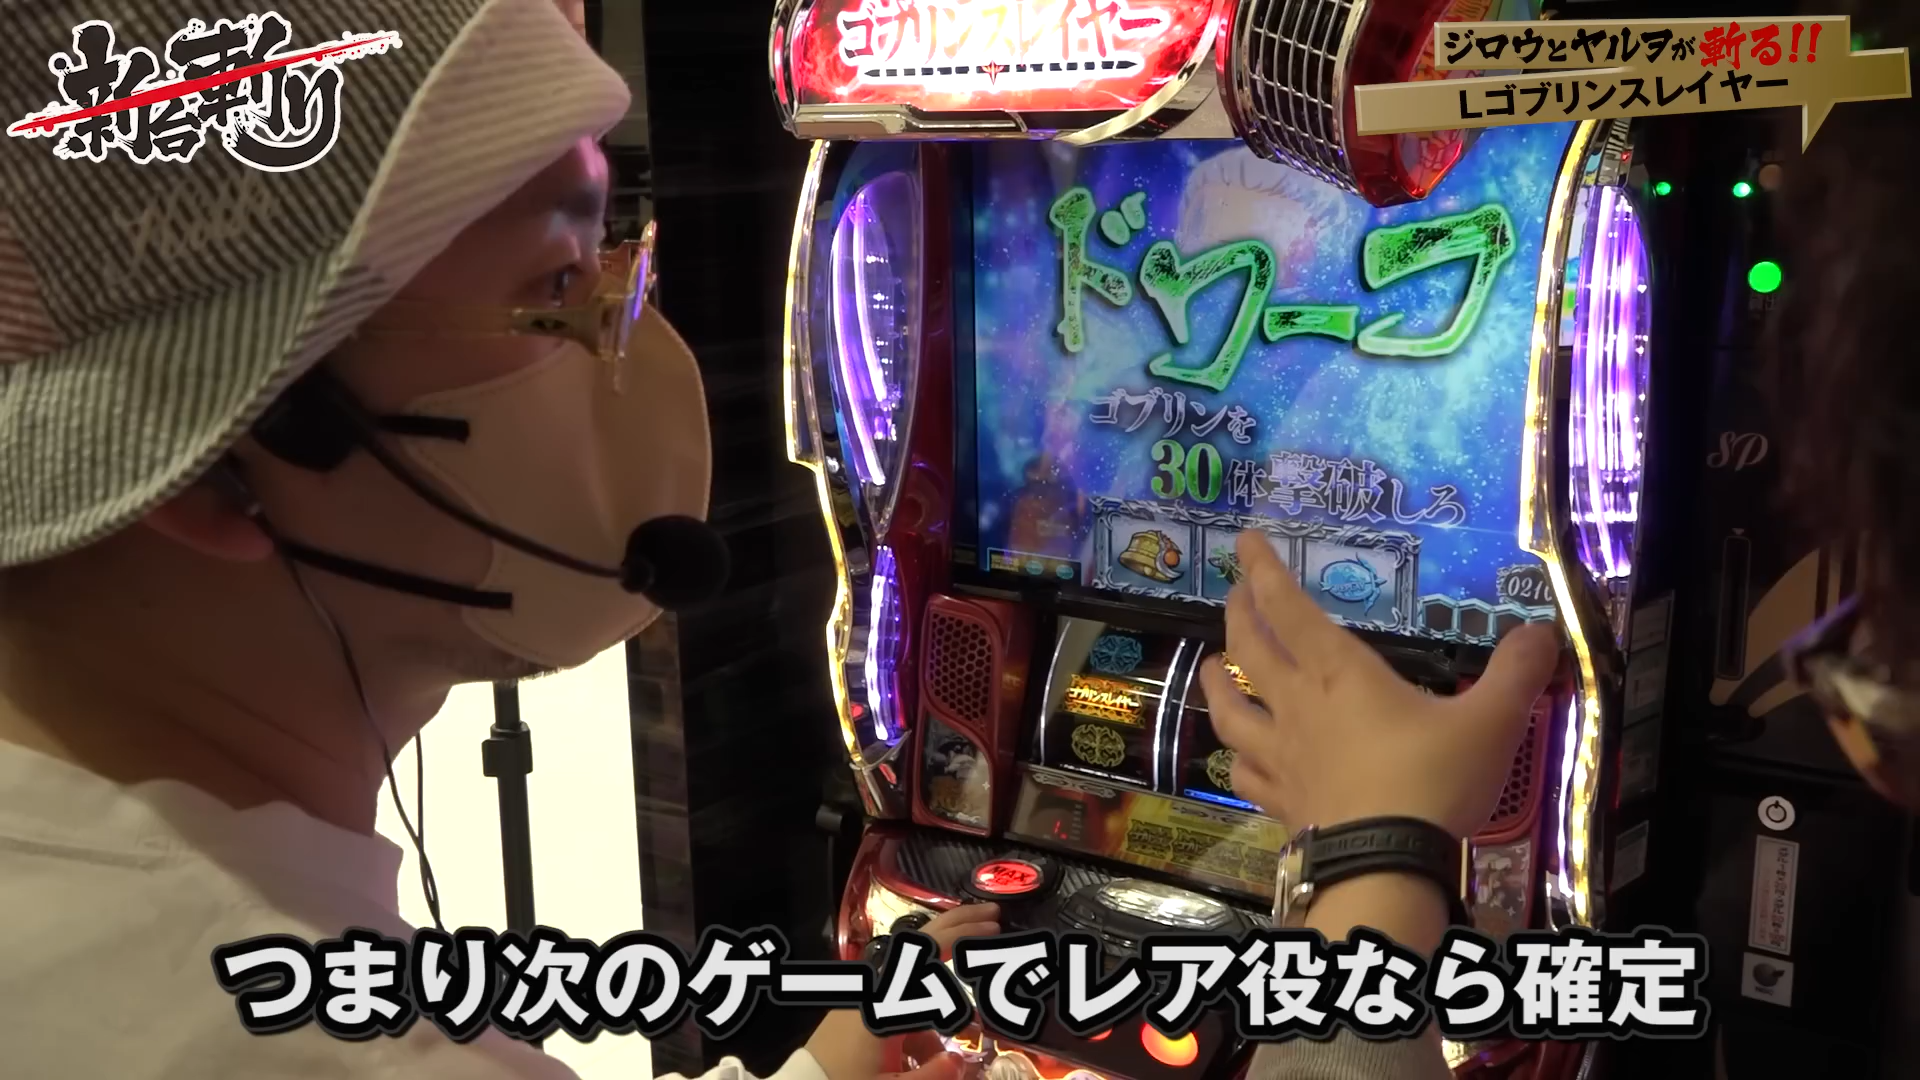 新台斬り
ジロウとヤルヲが斬る!!
Lゴブリンスレイヤー
ゴブリンスレイヤー
ドワーフ
ゴブリンを
30体撃破しろ
SP
ゴブリンスレイヤー
MAX
つまり次のゲームでレア役なら確定